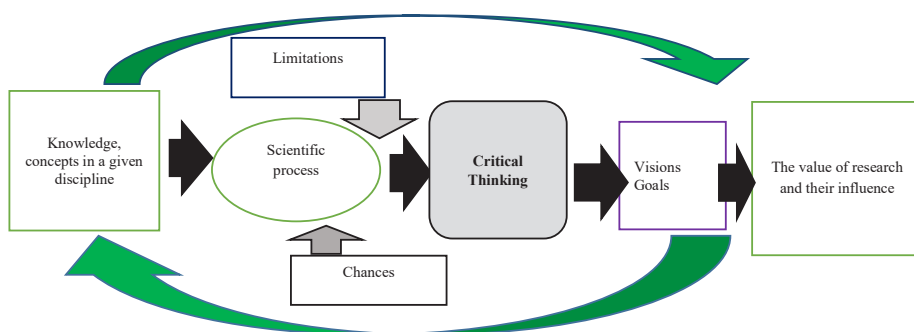 Limitations
Knowledge,
concepts in a given
discipline
Scientific
process
Critical
Thinking
Visions
Goals
The value of research
and their influence
Chances